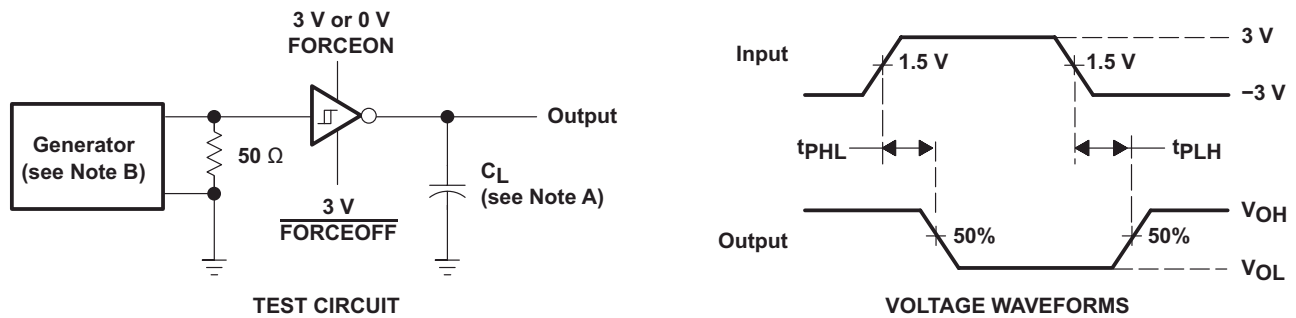 3 V or 0 V
FORCEON
Generator
(see Note B)
50 Ω
Output
CL
(see Note A)
3 V
FORCEOFF
TEST CIRCUIT
Input
3 V
1.5 V
1.5 V
−3 V
tPHL
tPLH
Output
50%
50%
VOH
VOL
VOLTAGE WAVEFORMS